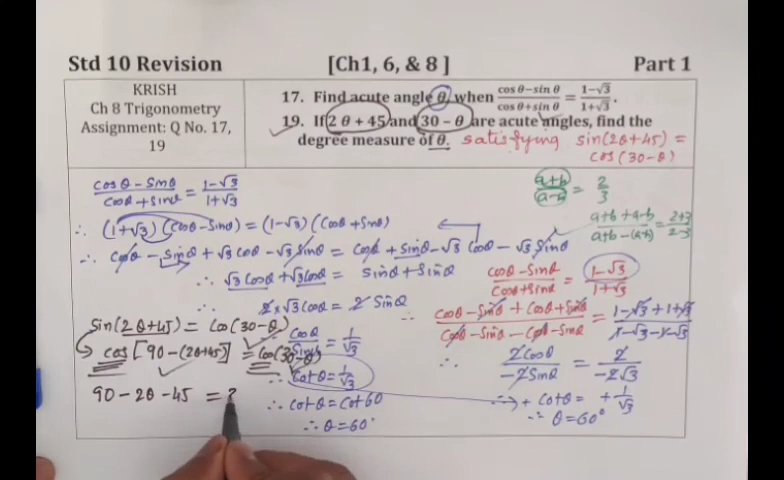 Std 10 Revision [Ch1, 6, & 8 ] Part 1
KRISH
Ch 8 Trigonometry
Assignment: Q No. 17,
19
17. Find acute angle θ, when (cos θ−sin θ)/(cos θ+sin θ) = (1−√3)/(1+√3).
19. If 2 θ + 45 and 30 − θ are acute angles, find the
degree measure of θ. satisfying sin(2θ+45) =
cos(30-θ)
(cosθ - sinθ)/(cosθ + sinθ) = (1-√3)/(1+√3)
∴ (1+√3)(cosθ - sinθ) = (1-√3)(cosθ + sinθ)
∴ cosθ - sinθ + √3 cosθ - √3 sinθ = cosθ + sinθ - √3 cosθ - √3 sinθ
∴ √3 cosθ + √3 cosθ = sinθ + sinθ
∴ 2×√3 cosθ = 2 sinθ
∴ cosθ/sinθ = 1/√3
∴ cotθ = 1/√3
∴ cotθ = cot 60
∴ θ = 60°
(a+b)/(a-b) = 2/3
(a+b+a-b)/(a+b-(a-b)) = (2+3)/(2-3)
(cosθ - sinθ)/(cosθ + sinθ) = (1-√3)/(1+√3)
∴ (cosθ - sinθ + cosθ + sinθ)/(cosθ - sinθ - cosθ - sinθ) = (1-√3+1+√3)/(1-√3-1-√3)
∴ 2cosθ/-2sinθ = 2/-2√3
∴ + cotθ = + 1/√3
∴ θ = 60°
sin(2θ+45) = cos(30-θ)
cos[90-(2θ+45)] = cos(30-θ)
90 - 2θ - 45 =